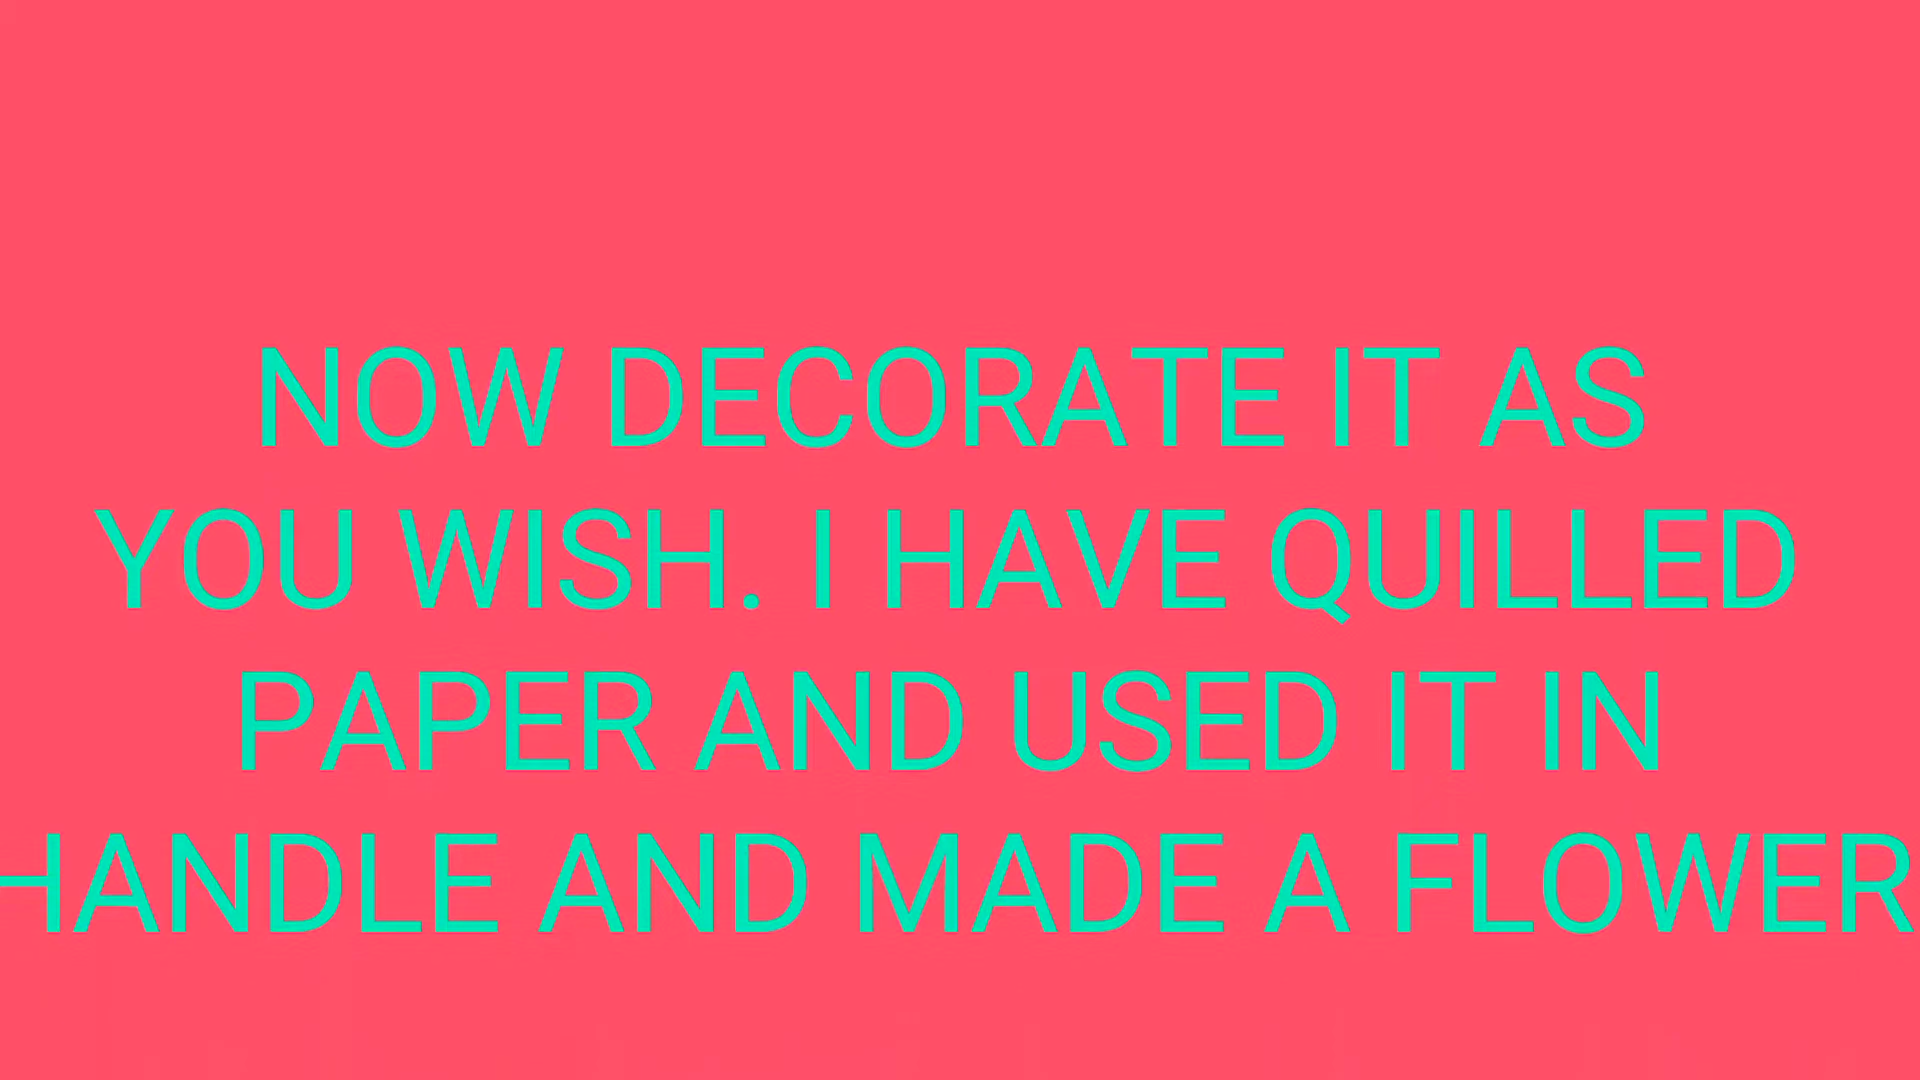 NOW DECORATE IT AS
YOU WISH. I HAVE QUILLED
PAPER AND USED IT IN
HANDLE AND MADE A FLOWER